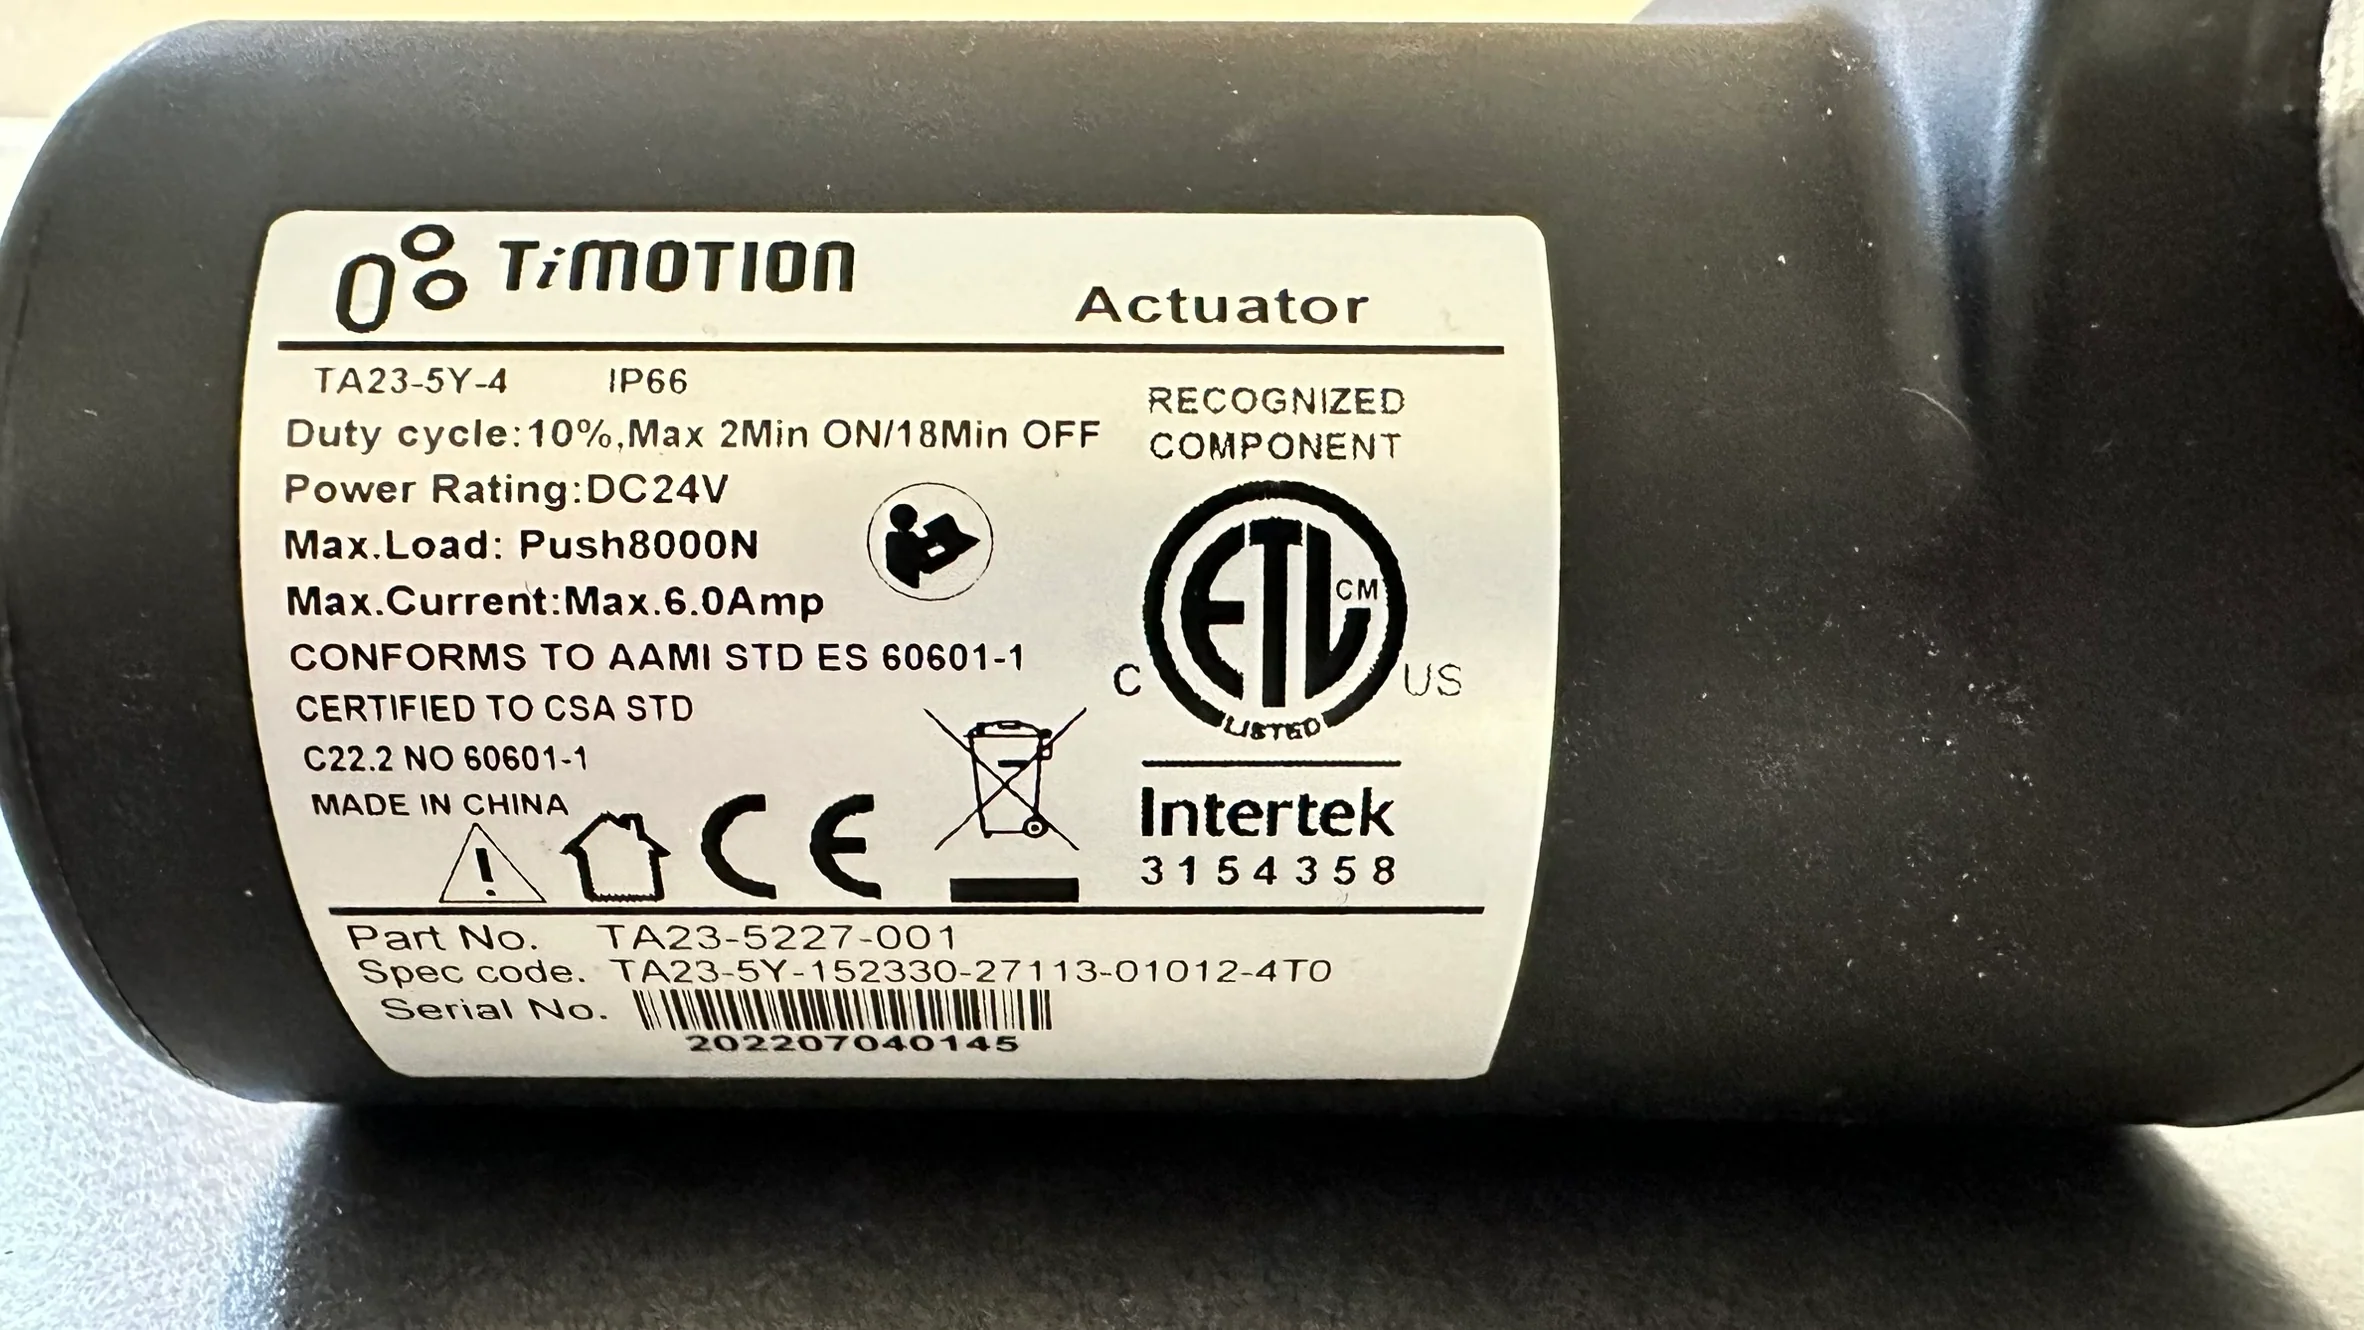 TiMOTION
Actuator
TA23-5Y-4 IP66
Duty cycle:10%,Max 2Min ON/18Min OFF
Power Rating:DC24V
Max.Load: Push8000N
Max.Current:Max.6.0Amp
CONFORMS TO AAMI STD ES 60601-1
CERTIFIED TO CSA STD
C22.2 NO 60601-1
MADE IN CHINA
!
CE
RECOGNIZED
COMPONENT
ETL CM
C US
LISTED
Intertek
3154358
Part No. TA23-5227-001
Spec code. TA23-5Y-152330-27113-01012-4T0
Serial No.
202207040145